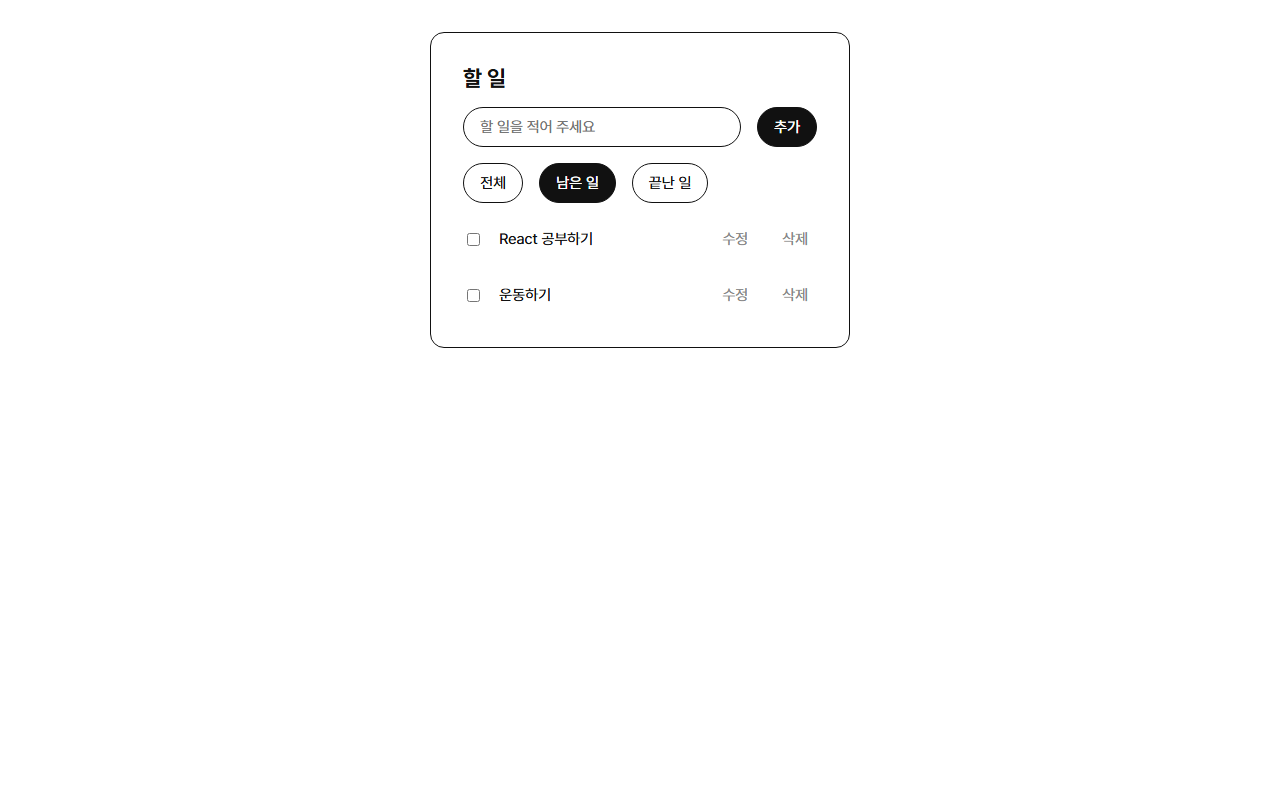 할 일
할 일을 적어 주세요 추가
전체 남은 일 끝난 일
React 공부하기 수정 삭제
운동하기 수정 삭제